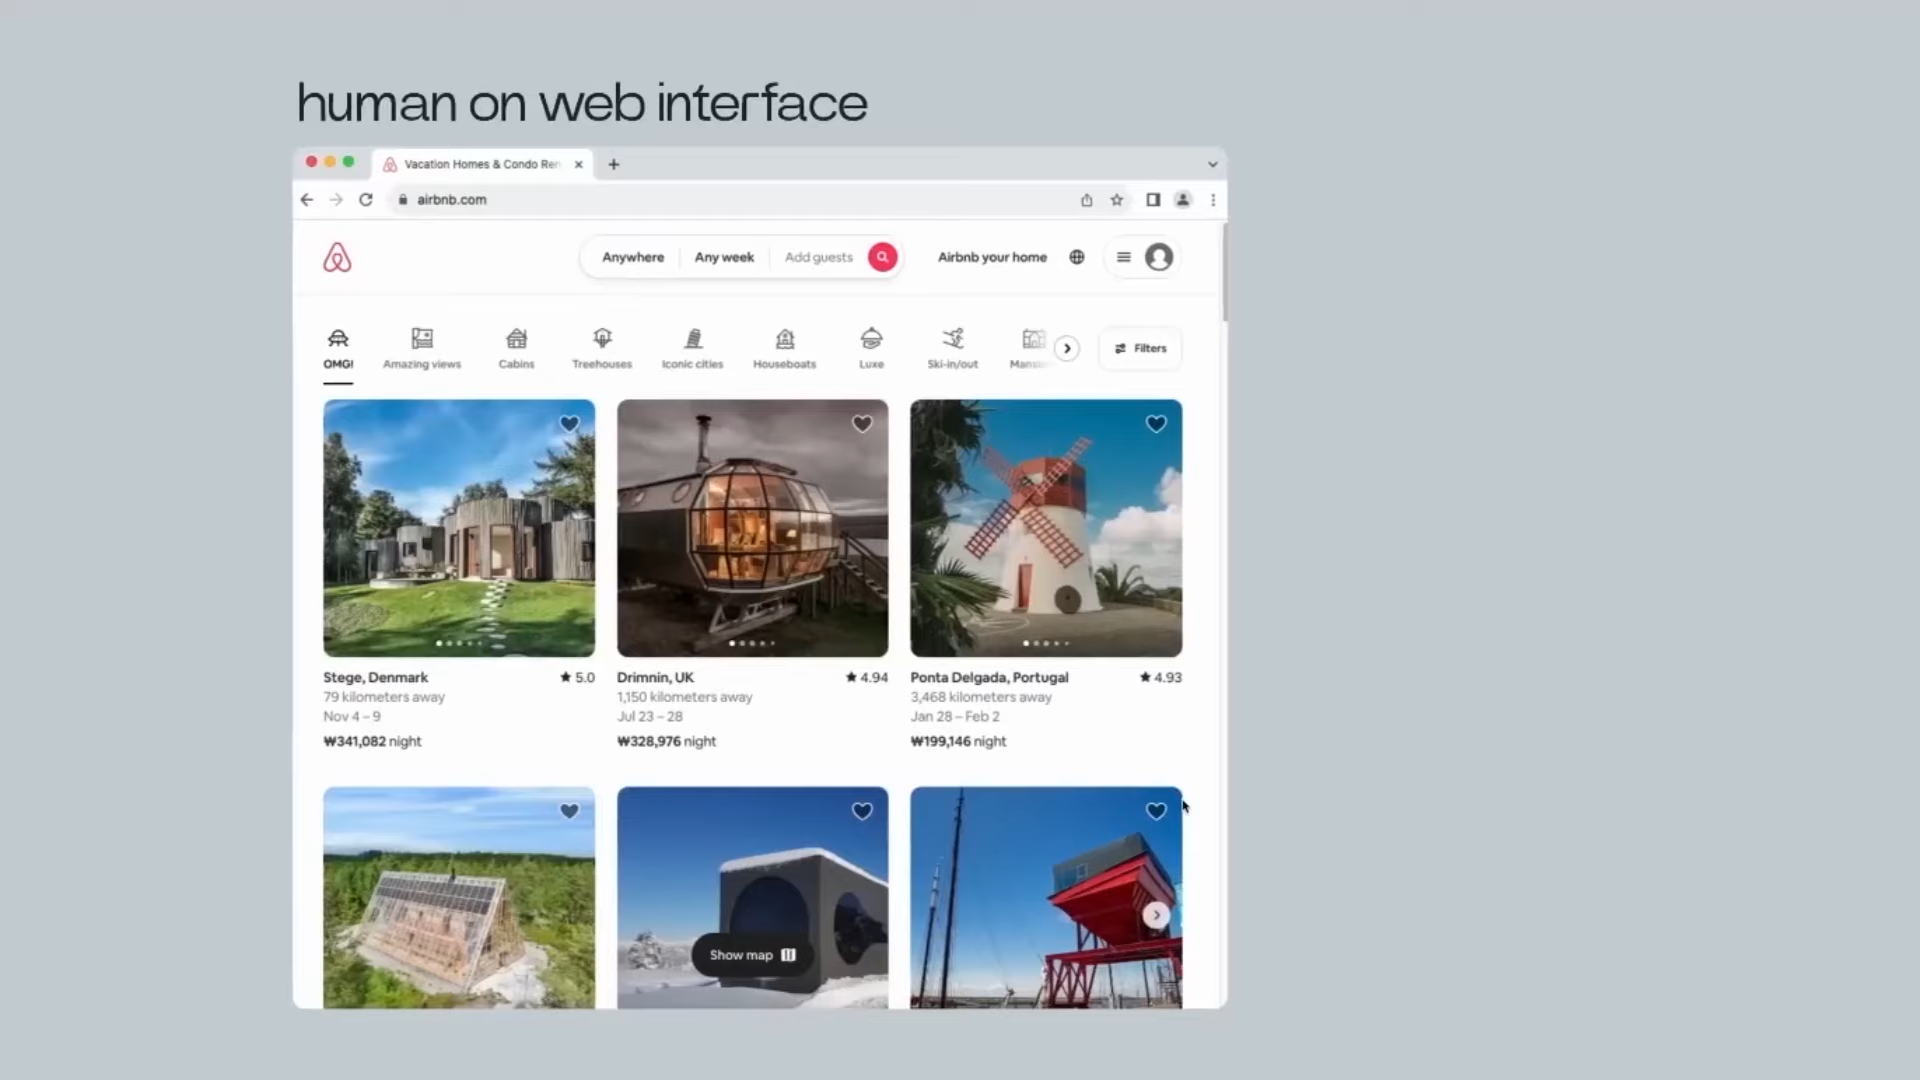 human on web interface
Vacation Homes & Condo Ren
airbnb.com
Anywhere
Any week
Add guests
Airbnb your home
OMG!
Amazing views
Cabins
Treehouses
Iconic cities
Houseboats
Luxe
Ski-in/out
Mansio
Filters
Stege, Denmark
5.0
79 kilometers away
Nov 4 – 9
₩341,082 night
Drimnin, UK
4.94
1,150 kilometers away
Jul 23 – 28
₩328,976 night
Ponta Delgada, Portugal
4.93
3,468 kilometers away
Jan 28 – Feb 2
₩199,146 night
Show map